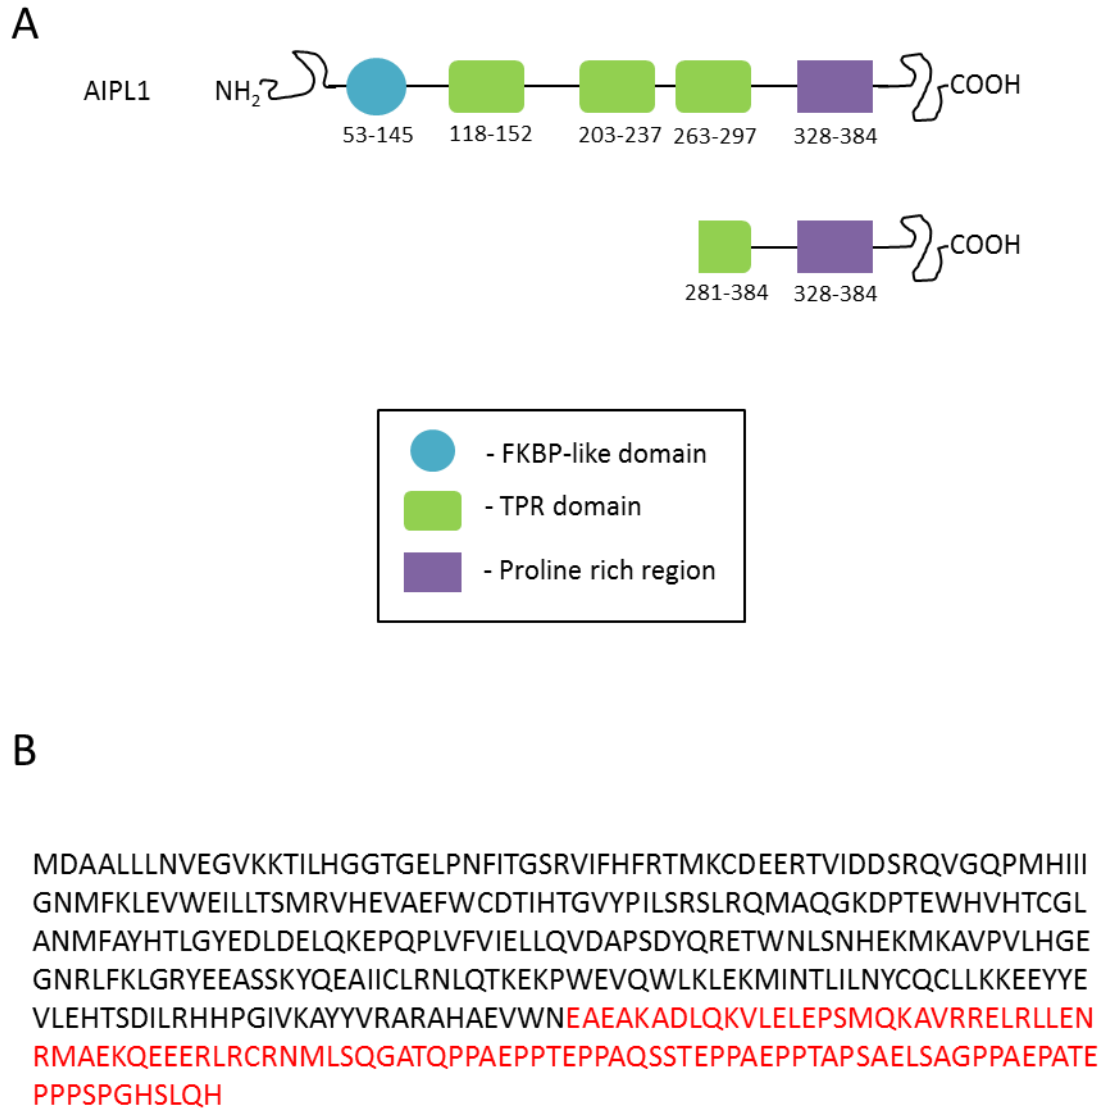 A
AIPL1 NH2 COOH
53-145 118-152 203-237 263-297 328-384
COOH
281-384 328-384
- FKBP-like domain
- TPR domain
- Proline rich region
B
MDAALLLNVEGVKKTILHGGTGELPNFITGSRVIFHFRTMKCDEERTVIDDSRQVGQPMHIII
GNMFKLEVWEILLTSMRVHEVAEFWCDTIHTGVYPILSRSLRQMAQGKDPTEWHVHTCGL
ANMFAYHTLGYEDLDELQKEPQPLVFVIELLQVDAPSDYQRETWNLSNHEKMKAVPVLHGE
GNRLFKLGRYEEASSKYQEAIICLRNLQTKEKPWEVQWLKLEKMINTLILNYCQCLLKKEEYYE
VLEHTSDILRHHPGIVKAYYVRARAHAEVWNEAEAKADLQKVLELEPSMQKAVRRELRLLEN
RMAEKQEEERLRCRNMLSQGATQPPAEPPTEPPAQSSTEPPAEPPTAPSAELSAGPPAEPATE
PPPSPGHSLQH